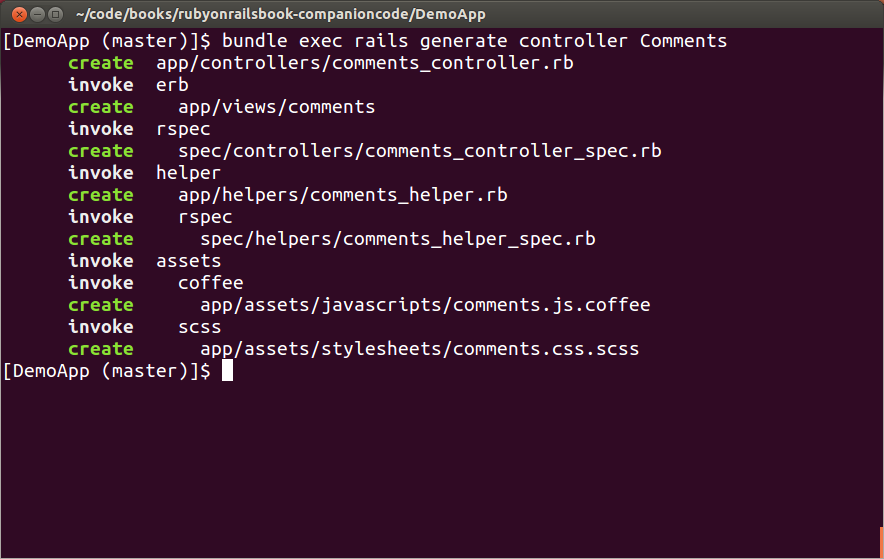 ~/code/books/rubyonrailsbook-companioncode/DemoApp
[DemoApp (master)]$ bundle exec rails generate controller Comments
      create  app/controllers/comments_controller.rb
      invoke  erb
      create    app/views/comments
      invoke  rspec
      create    spec/controllers/comments_controller_spec.rb
      invoke  helper
      create    app/helpers/comments_helper.rb
      invoke    rspec
      create      spec/helpers/comments_helper_spec.rb
      invoke  assets
      invoke    coffee
      create      app/assets/javascripts/comments.js.coffee
      invoke    scss
      create      app/assets/stylesheets/comments.css.scss
[DemoApp (master)]$